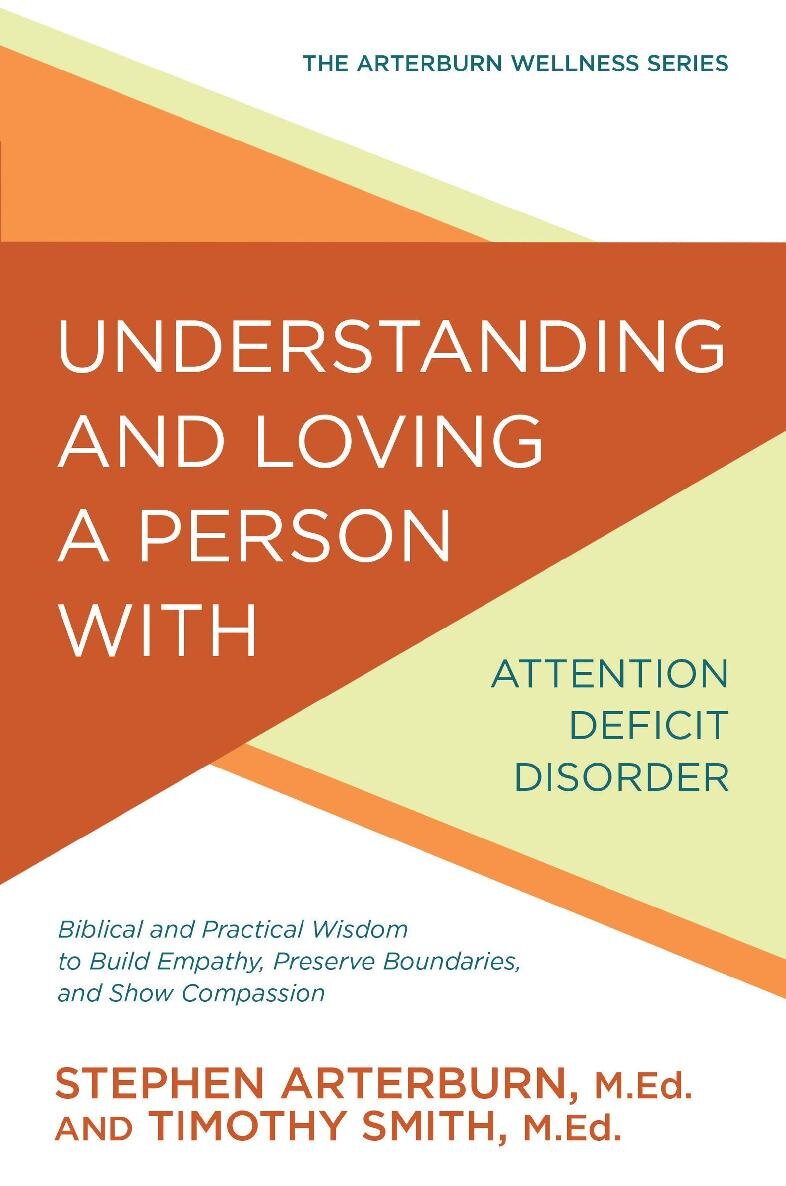 THE ARTERBURN WELLNESS SERIES
UNDERSTANDING
AND LOVING
A PERSON
WITH
ATTENTION
DEFICIT
DISORDER
Biblical and Practical Wisdom
to Build Empathy, Preserve Boundaries,
and Show Compassion
STEPHEN ARTERBURN, M.Ed.
AND TIMOTHY SMITH, M.Ed.